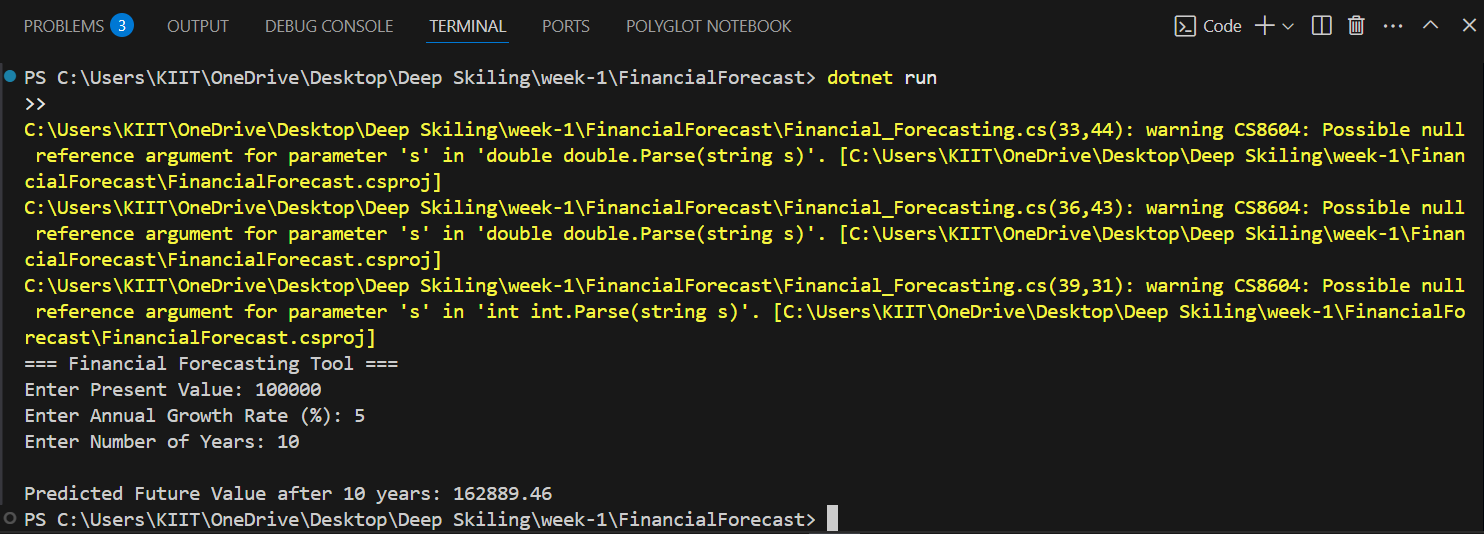 PROBLEMS 3 OUTPUT DEBUG CONSOLE TERMINAL PORTS POLYGLOT NOTEBOOK Code
PS C:\Users\KIIT\OneDrive\Desktop\Deep Skiling\week-1\FinancialForecast> dotnet run
>>
C:\Users\KIIT\OneDrive\Desktop\Deep Skiling\week-1\FinancialForecast\Financial_Forecasting.cs(33,44): warning CS8604: Possible null
reference argument for parameter 's' in 'double double.Parse(string s)'. [C:\Users\KIIT\OneDrive\Desktop\Deep Skiling\week-1\Finan
cialForecast\FinancialForecast.csproj]
C:\Users\KIIT\OneDrive\Desktop\Deep Skiling\week-1\FinancialForecast\Financial_Forecasting.cs(36,43): warning CS8604: Possible null
reference argument for parameter 's' in 'double double.Parse(string s)'. [C:\Users\KIIT\OneDrive\Desktop\Deep Skiling\week-1\Finan
cialForecast\FinancialForecast.csproj]
C:\Users\KIIT\OneDrive\Desktop\Deep Skiling\week-1\FinancialForecast\Financial_Forecasting.cs(39,31): warning CS8604: Possible null
reference argument for parameter 's' in 'int int.Parse(string s)'. [C:\Users\KIIT\OneDrive\Desktop\Deep Skiling\week-1\FinancialFo
recast\FinancialForecast.csproj]
=== Financial Forecasting Tool ===
Enter Present Value: 100000
Enter Annual Growth Rate (%): 5
Enter Number of Years: 10
Predicted Future Value after 10 years: 162889.46
PS C:\Users\KIIT\OneDrive\Desktop\Deep Skiling\week-1\FinancialForecast>